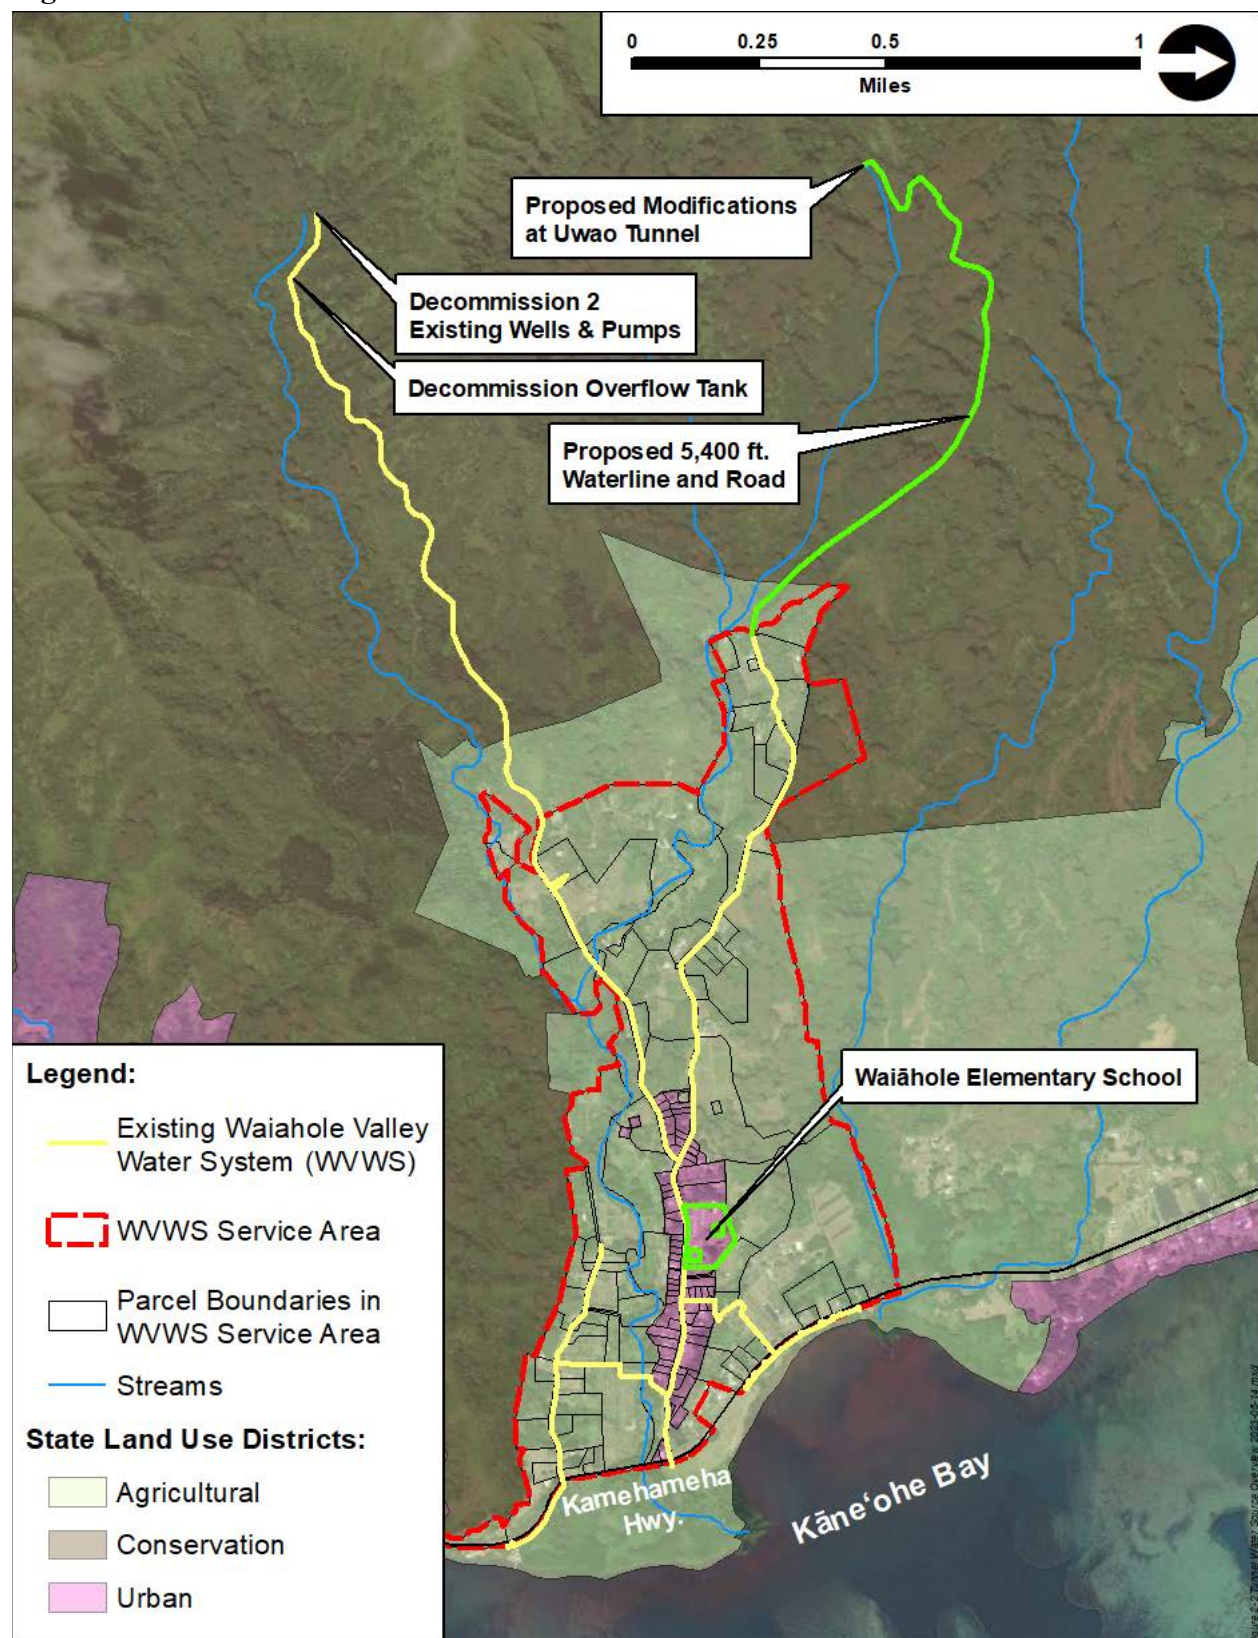 0 0.25 0.5 1
Miles
Proposed Modifications
at Uwao Tunnel
Decommission 2
Existing Wells & Pumps
Decommission Overflow Tank
Proposed 5,400 ft.
Waterline and Road
Waiāhole Elementary School
Kamehameha
Hwy.
Kāneʻohe Bay
Legend:
Existing Waiahole Valley
Water System (WVWS)
WVWS Service Area
Parcel Boundaries in
WVWS Service Area
Streams
State Land Use Districts:
Agricultural
Conservation
Urban